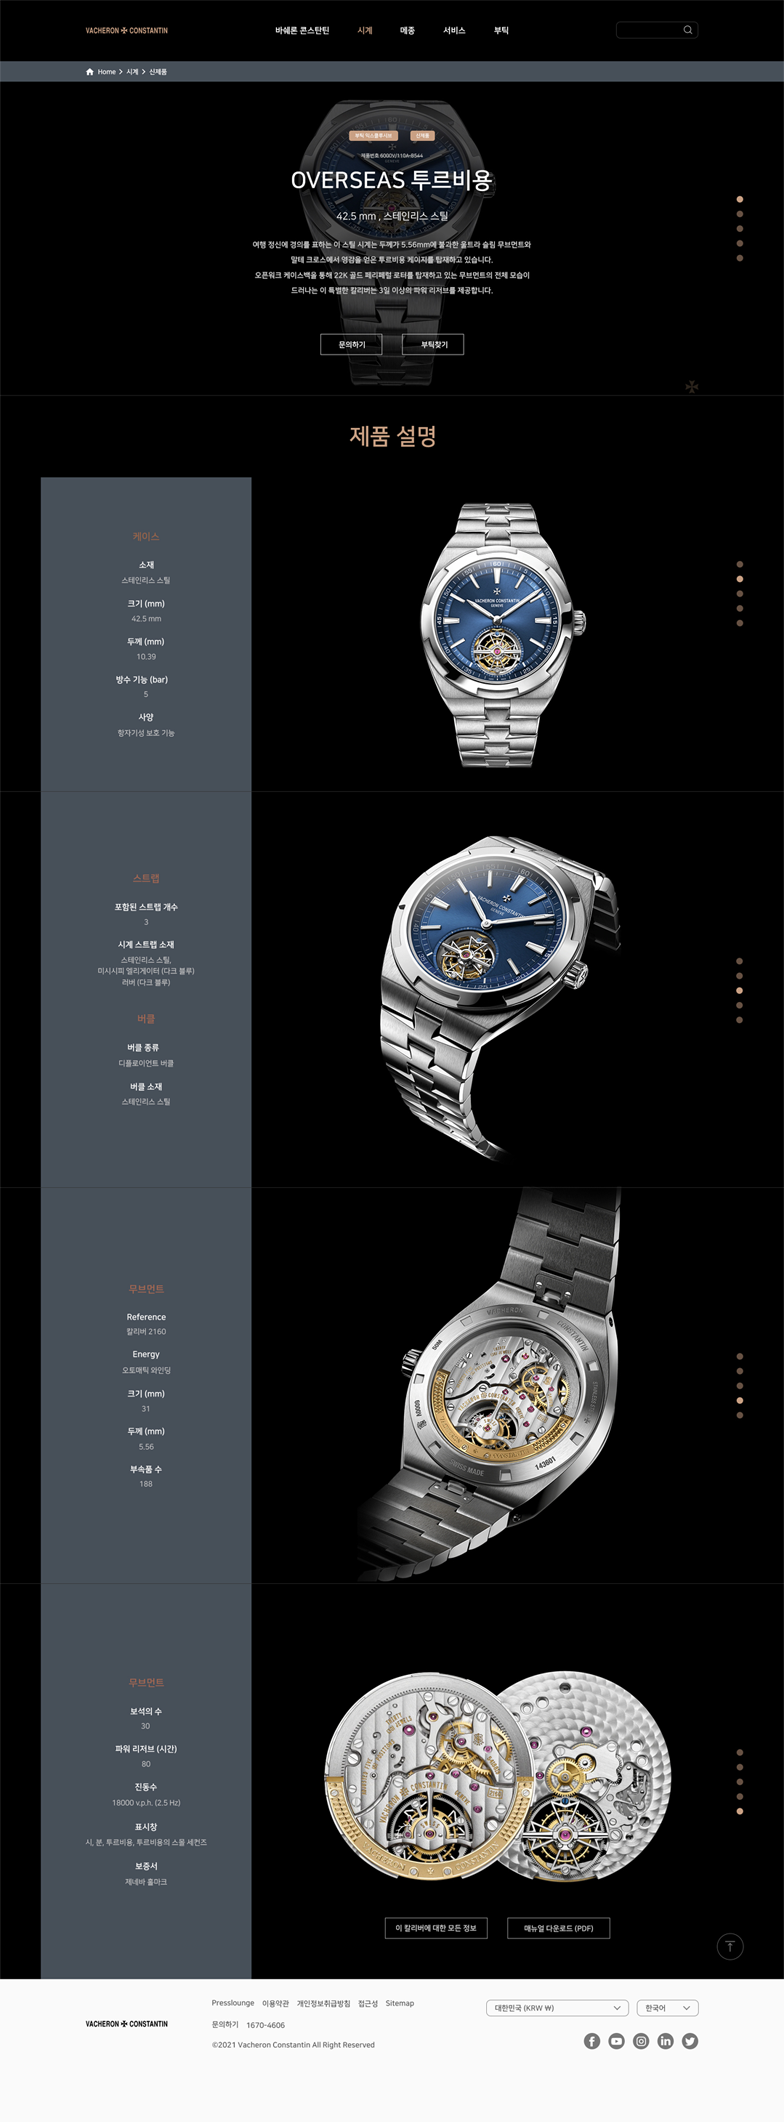 VACHERON CONSTANTIN
바쉐론 콘스탄틴 시계 메종 서비스 부틱
Home > 시계 > 신제품
부틱 익스클루시브 신제품
제품번호 6000V/110A-B544
OVERSEAS 투르비용
42.5 mm , 스테인리스 스틸
여행 정신에 경의를 표하는 이 스틸 시계는 두께가 5.56mm에 불과한 울트라 슬림 무브먼트와
말테 크로스에서 영감을 얻은 투르비용 케이지를 탑재하고 있습니다.
오픈워크 케이스백을 통해 22K 골드 페리페럴 로터를 탑재하고 있는 무브먼트의 전체 모습이
드러나는 이 특별한 칼리버는 3일 이상의 파워 리저브를 제공합니다.
문의하기 부틱찾기
제품 설명
케이스
소재
스테인리스 스틸
크기 (mm)
42.5 mm
두께 (mm)
10.39
방수 기능 (bar)
5
사양
항자기성 보호 기능
VACHERON CONSTANTIN
GENEVE
스트랩
포함된 스트랩 개수
3
시계 스트랩 소재
스테인리스 스틸,
미시시피 엘리게이터 (다크 블루)
러버 (다크 블루)
버클
버클 종류
디플로이언트 버클
버클 소재
스테인리스 스틸
VACHERON CONSTANTIN
GENEVE
무브먼트
Reference
칼리버 2160
Energy
오토매틱 와인딩
크기 (mm)
31
두께 (mm)
5.56
부속품 수
188
VACHERON CONSTANTIN
SWISS MADE
143601
무브먼트
보석의 수
30
파워 리저브 (시간)
80
진동수
18000 v.p.h. (2,5 Hz)
표시창
시, 분, 투르비용, 투르비용의 스몰 세컨즈
보증서
제네바 홀마크
VACHERON CONSTANTIN
VACHERON CONSTANTIN
이 칼리버에 대한 모든 정보 매뉴얼 다운로드 (PDF)
Presslounge 이용약관 개인정보취급방침 접근성 Sitemap
대한민국 (KRW ₩) 한국어
VACHERON CONSTANTIN
문의하기 1670-4606
©2021 Vacheron Constantin All Right Reserved